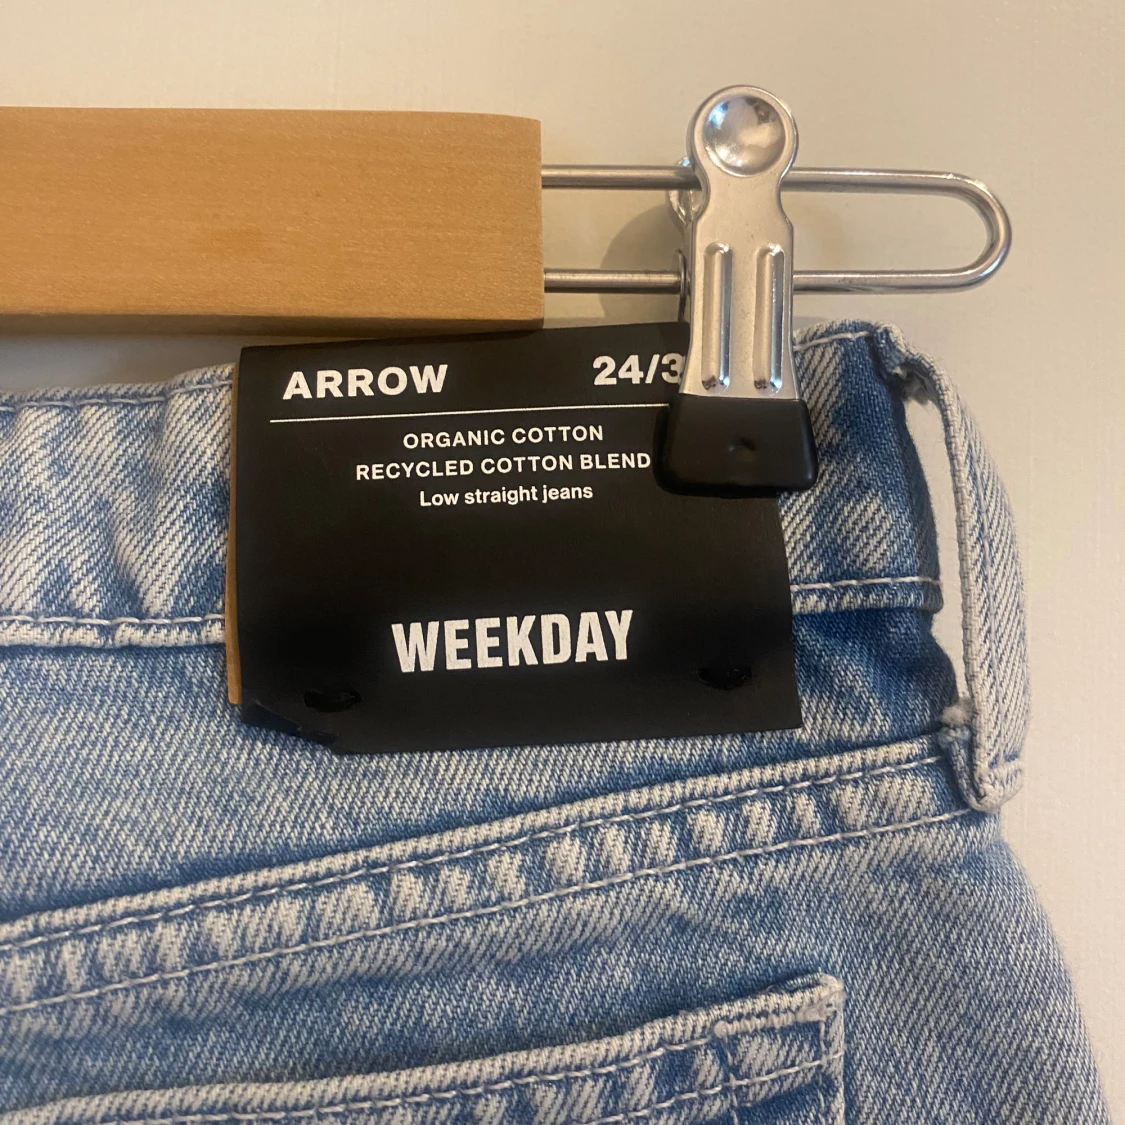 ARROW 24/3
ORGANIC COTTON
RECYCLED COTTON BLEND
Low straight jeans
WEEKDAY